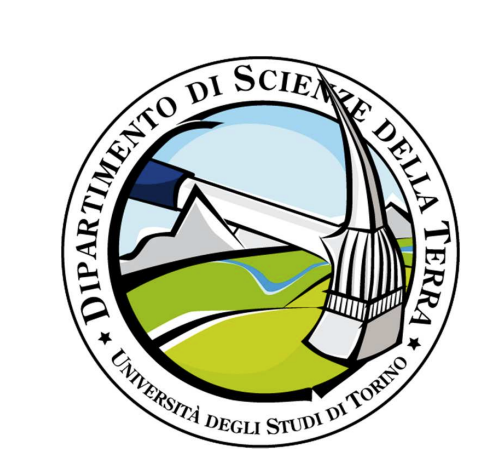 DIPARTIMENTO DI SCIENZE DELLA TERRA
UNIVERSITÀ DEGLI STUDI DI TORINO